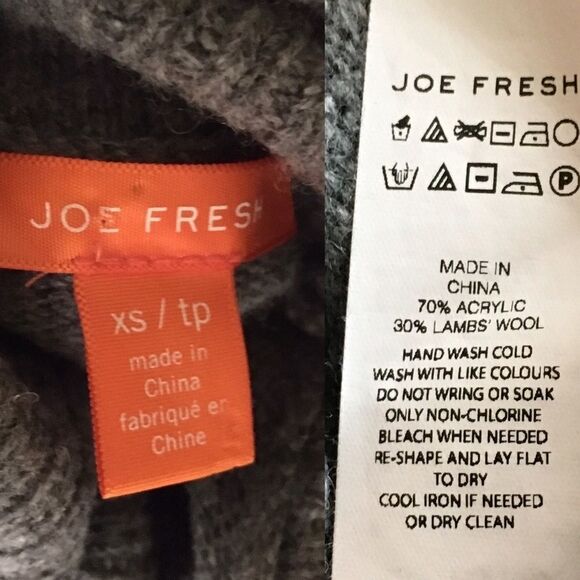 JOE FRESH
xs / tp
made in
China
fabriqué en
Chine
JOE FRESH
P
MADE IN
CHINA
70% ACRYLIC
30% LAMBS' WOOL
HAND WASH COLD
WASH WITH LIKE COLOURS
DO NOT WRING OR SOAK
ONLY NON-CHLORINE
BLEACH WHEN NEEDED
RE-SHAPE AND LAY FLAT
TO DRY
COOL IRON IF NEEDED
OR DRY CLEAN